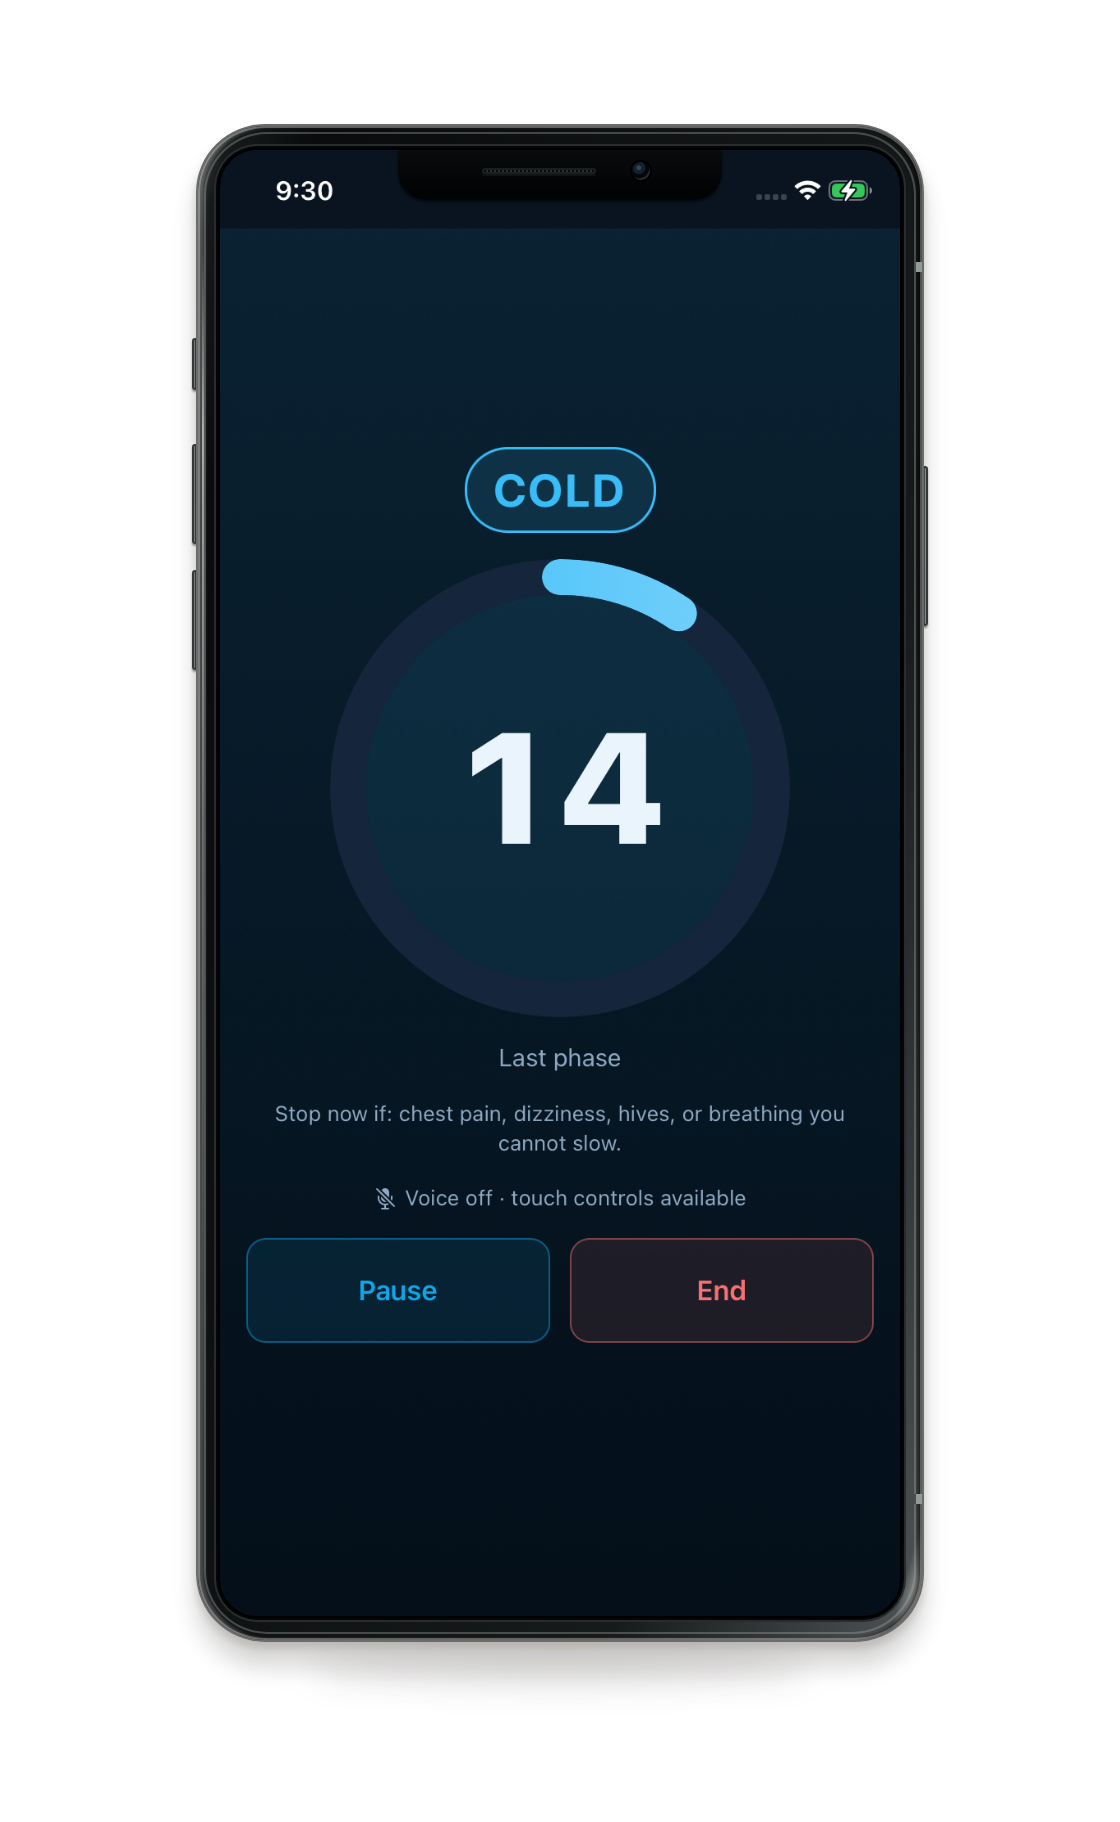 9:30
COLD
14
Last phase
Stop now if: chest pain, dizziness, hives, or breathing you
cannot slow.
Voice off · touch controls available
Pause
End